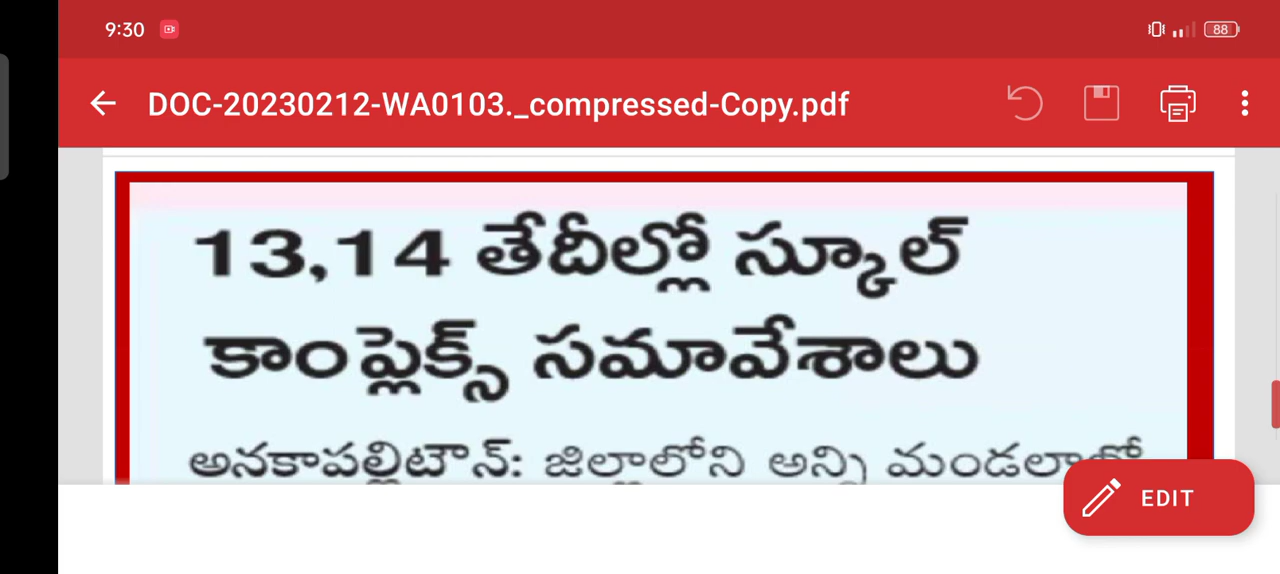 9:30
88
DOC-20230212-WA0103._compressed-Copy.pdf
13,14 తేదీల్లో స్కూల్
కాంప్లెక్స్ సమావేశాలు
అనకాపల్లిటౌన్: జిల్లాలోని అన్ని
EDIT